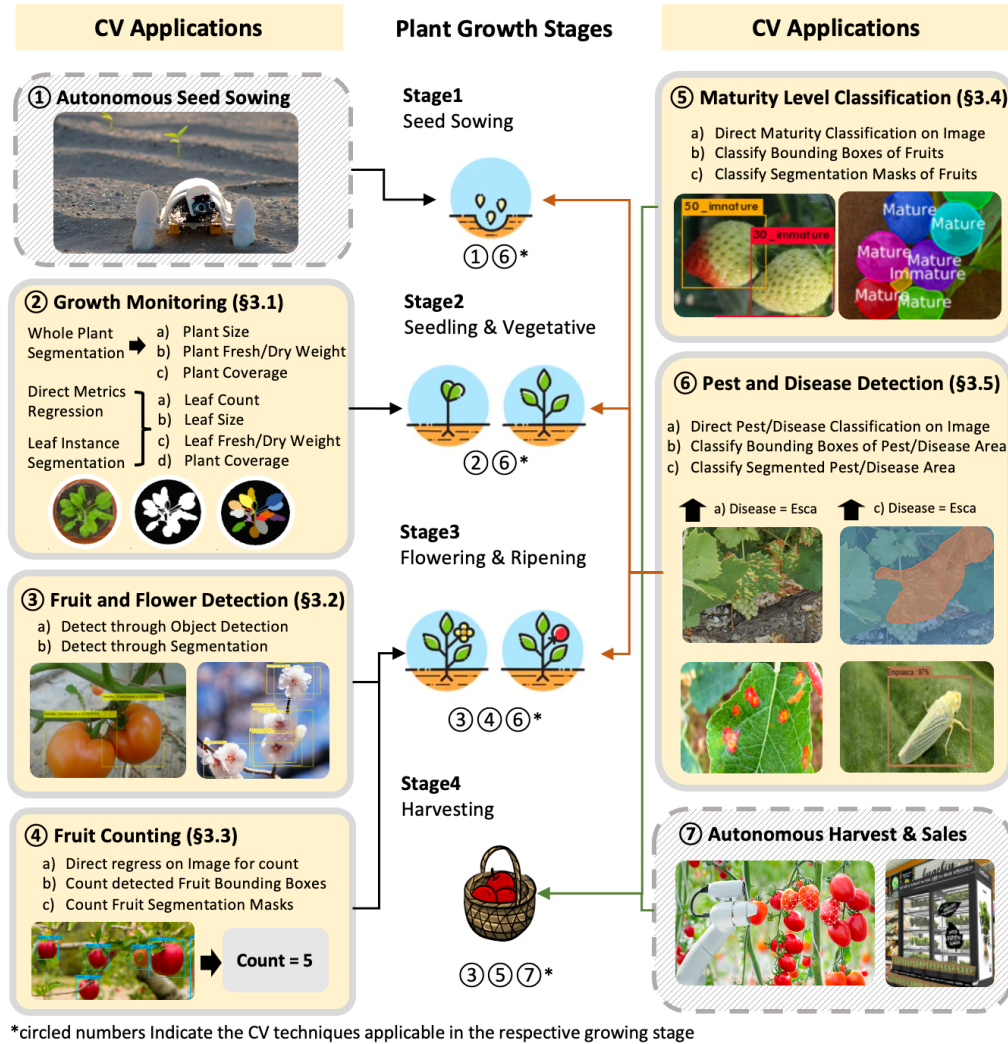 CV Applications
Plant Growth Stages
CV Applications
① Autonomous Seed Sowing
② Growth Monitoring (§3.1)
Whole Plant
Segmentation
a) Plant Size
b) Plant Fresh/Dry Weight
c) Plant Coverage
Direct Metrics
Regression
Leaf Instance
Segmentation
a) Leaf Count
b) Leaf Size
c) Leaf Fresh/Dry Weight
d) Plant Coverage
③ Fruit and Flower Detection (§3.2)
a) Detect through Object Detection
b) Detect through Segmentation
④ Fruit Counting (§3.3)
a) Direct regress on Image for count
b) Count detected Fruit Bounding Boxes
c) Count Fruit Segmentation Masks
Count = 5
Stage1
Seed Sowing
①⑥*
Stage2
Seedling & Vegetative
②⑥*
Stage3
Flowering & Ripening
③④⑥*
Stage4
Harvesting
③⑤⑦*
⑤ Maturity Level Classification (§3.4)
a) Direct Maturity Classification on Image
b) Classify Bounding Boxes of Fruits
c) Classify Segmentation Masks of Fruits
50_imnature
30_imnature
Mature
Mature
Mature
Mature
Immature
Mature
Mature
⑥ Pest and Disease Detection (§3.5)
a) Direct Pest/Disease Classification on Image
b) Classify Bounding Boxes of Pest/Disease Area
c) Classify Segmented Pest/Disease Area
a) Disease = Esca
c) Disease = Esca
Empoasca : 97%
⑦ Autonomous Harvest & Sales
*circled numbers Indicate the CV techniques applicable in the respective growing stage